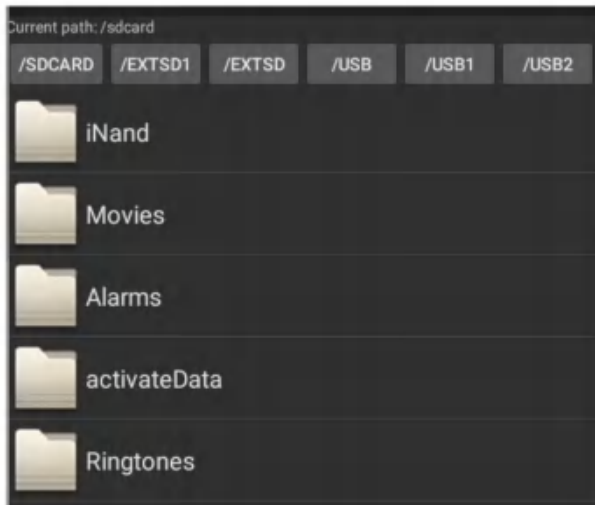 Current path: /sdcard
/SDCARD /EXTSD1 /EXTSD /USB /USB1 /USB2
iNand
Movies
Alarms
activateData
Ringtones